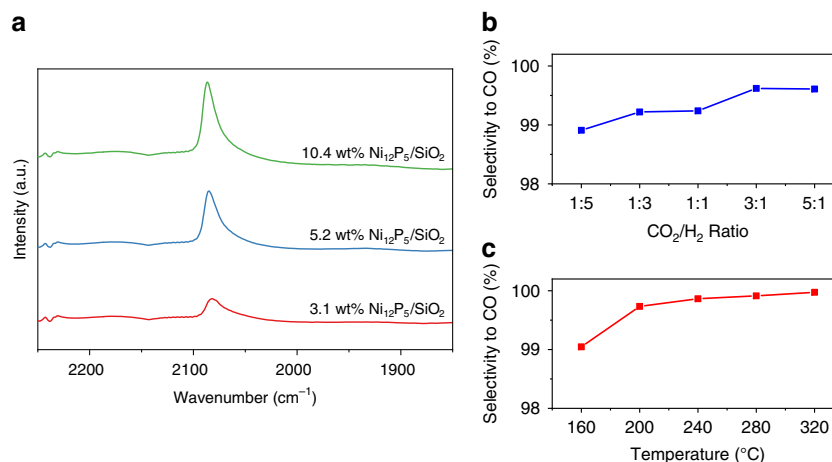 a
Intensity (a.u.)
10.4 wt% Ni₁₂P₅/SiO₂
5.2 wt% Ni₁₂P₅/SiO₂
3.1 wt% Ni₁₂P₅/SiO₂
2200 2100 2000 1900
Wavenumber (cm⁻¹)
b
Selectivity to CO (%)
100
99
98
1:5 1:3 1:1 3:1 5:1
CO₂/H₂ Ratio
c
Selectivity to CO (%)
100
99
98
160 200 240 280 320
Temperature (°C)